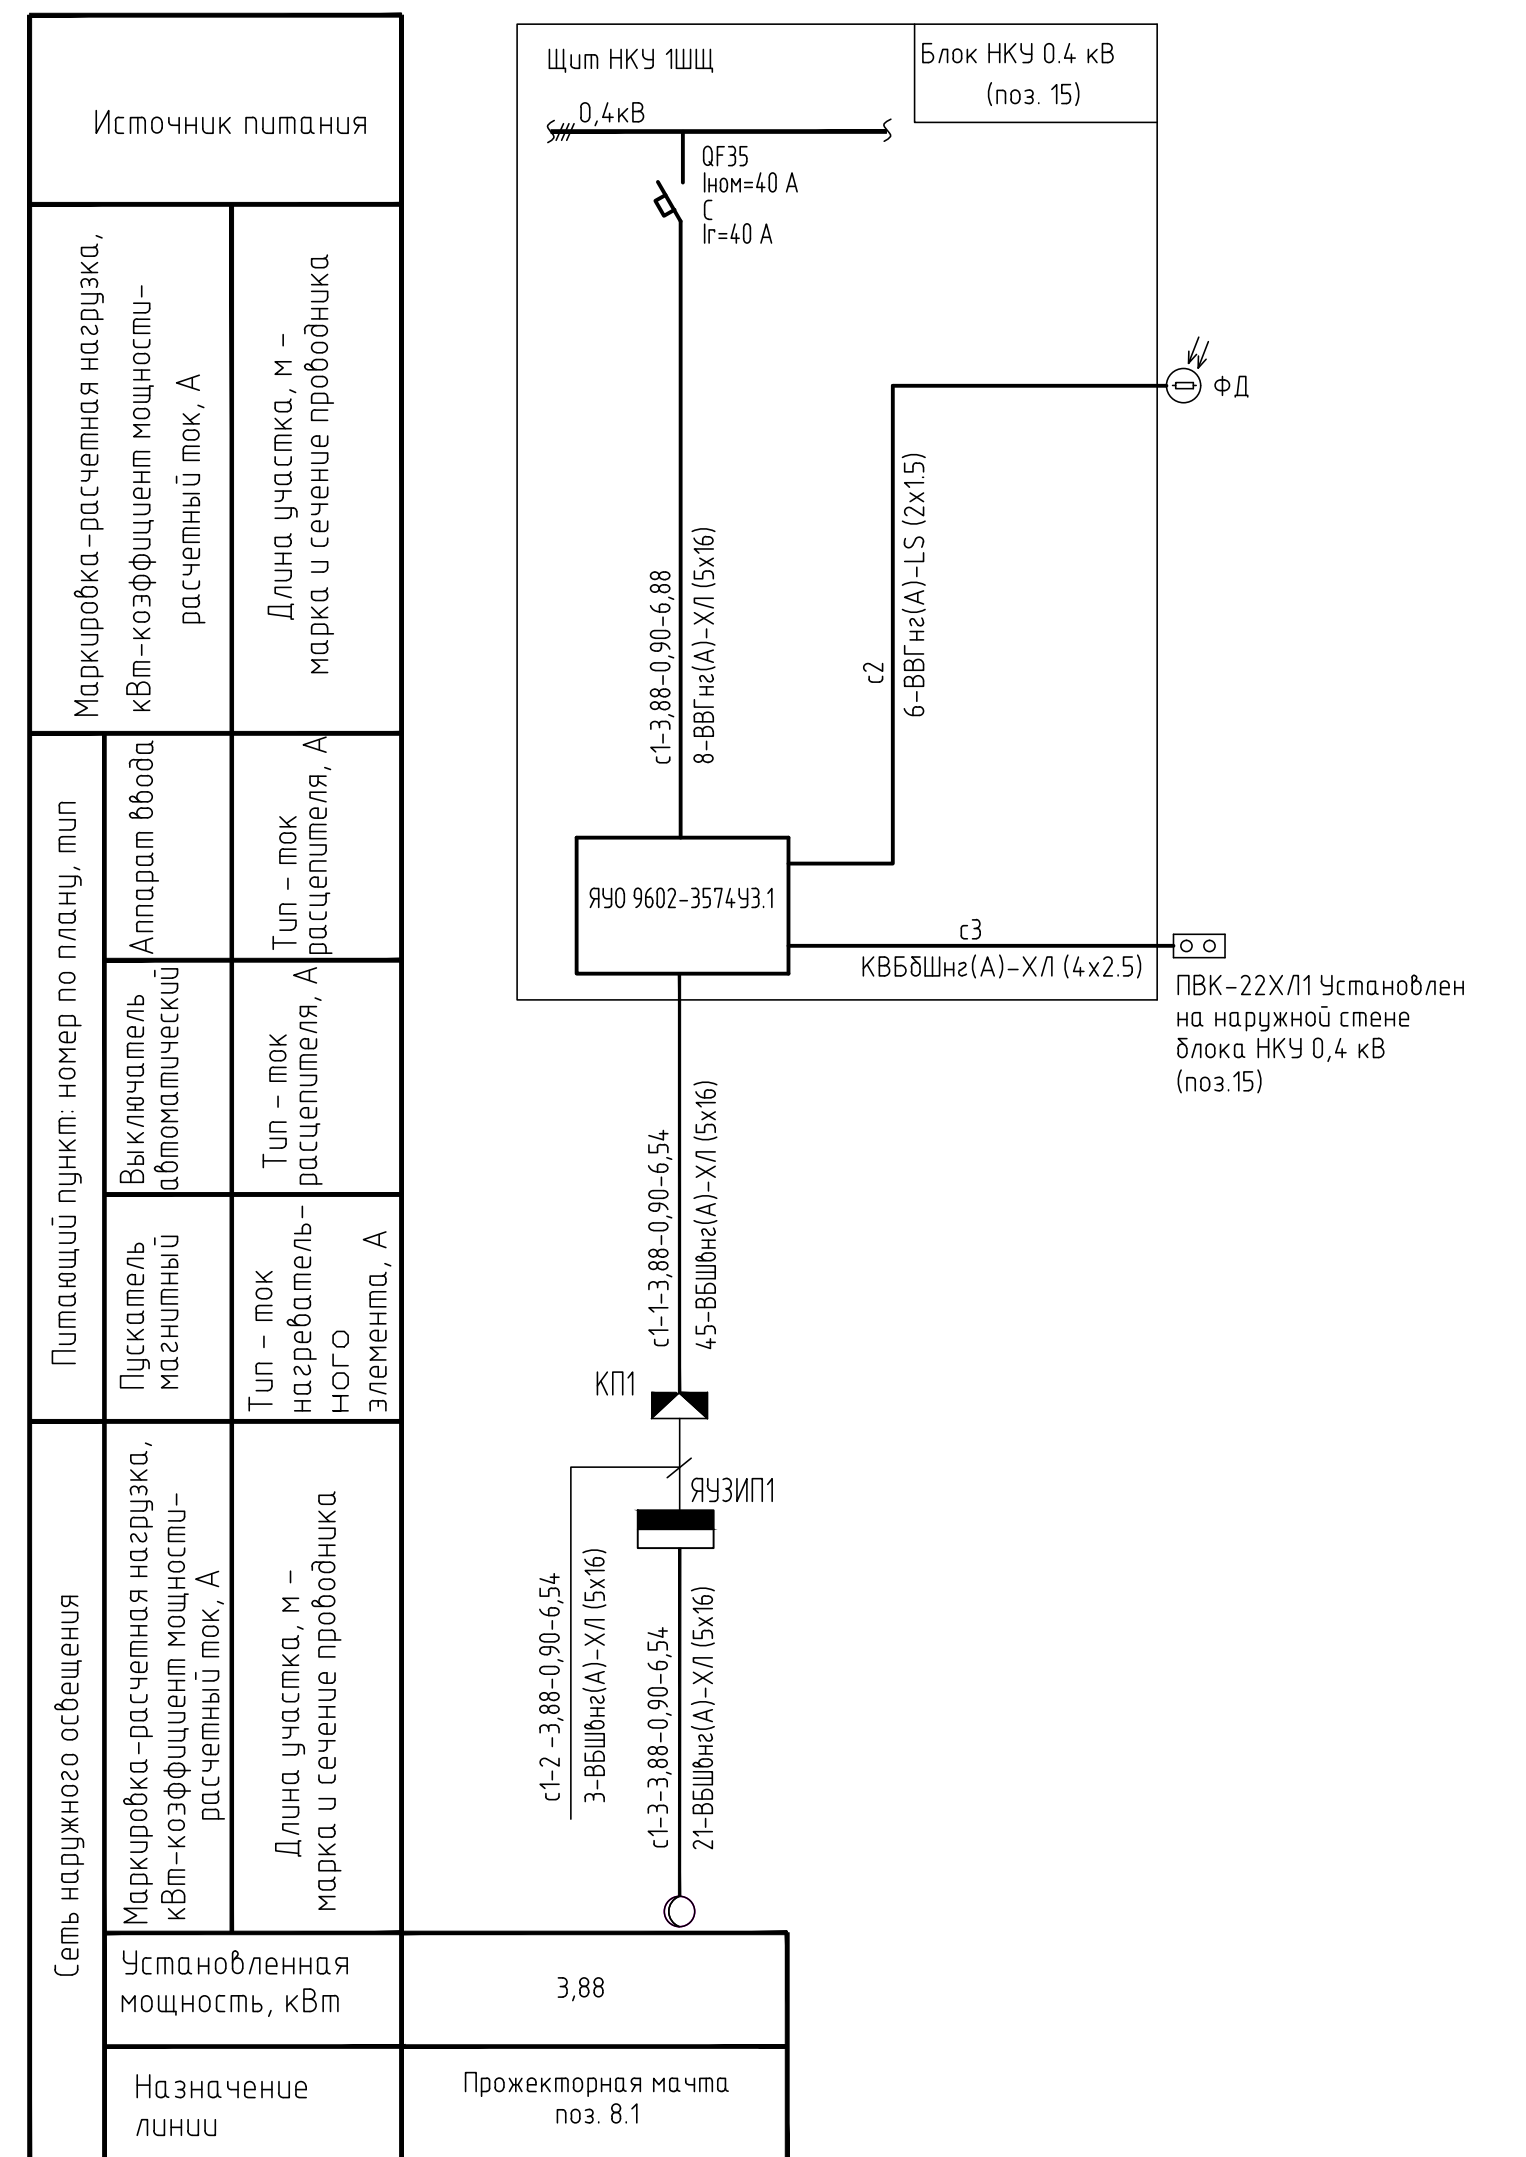 Источник питания
Маркировка-расчетная нагрузка,
кВт-коэффициент мощности-
расчетный ток, А
Длина участка, м -
марка и сечение проводника
Питающий пункт: номер по плану, тип
Аппарат ввода
Тип - ток
расцепителя, А
Выключатель
автоматический
Тип - ток
расцепителя, А
Пускатель
магнитный
Тип - ток
нагреватель-
ного
элемента, А
Сеть наружного освещения
Маркировка-расчетная нагрузка,
кВт-коэффициент мощности-
расчетный ток, А
Длина участка, м -
марка и сечение проводника
Установленная
мощность, кВт
3,88
Назначение
линии
Прожекторная мачта
поз. 8.1
Щит НКУ 1ШЩ
Блок НКУ 0.4 кВ
(поз. 15)
0,4кВ
QF35
Iном=40 А
C
Ir=40 А
с1-3,88-0,90-6,88
8-ВВГнг(А)-ХЛ (5х16)
с2
6-ВВГнг(А)-LS (2х1.5)
ФД
ЯУО 9602-3574У3.1
с3
КВБбШнг(А)-ХЛ (4х2.5)
ПВК-22ХЛ1 Установлен
на наружной стене
блока НКУ 0,4 кВ
(поз.15)
с1-1-3,88-0,90-6,54
45-ВБШвнг(А)-ХЛ (5х16)
КП1
ЯУЗИП1
с1-2 -3,88-0,90-6,54
3-ВБШвнг(А)-ХЛ (5х16)
с1-3-3,88-0,90-6,54
21-ВБШвнг(А)-ХЛ (5х16)